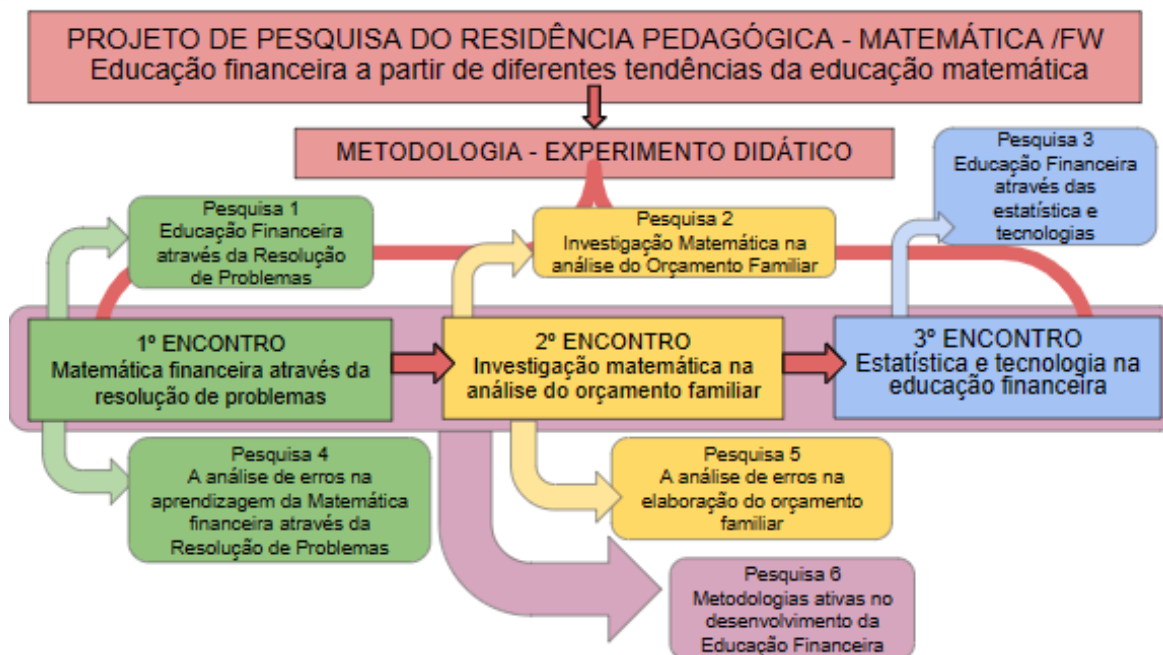 PROJETO DE PESQUISA DO RESIDÊNCIA PEDAGÓGICA - MATEMÁTICA /FW
Educação financeira a partir de diferentes tendências da educação matemática
METODOLOGIA - EXPERIMENTO DIDÁTICO
Pesquisa 1
Educação Financeira
através da Resolução
de Problemas
Pesquisa 2
Investigação Matemática na
análise do Orçamento Familiar
Pesquisa 3
Educação Financeira
através das
estatística e
tecnologias
1º ENCONTRO
Matemática financeira através da
resolução de problemas
2º ENCONTRO
Investigação matemática na
análise do orçamento familiar
3º ENCONTRO
Estatística e tecnologia na
educação financeira
Pesquisa 4
A análise de erros na
aprendizagem da Matemática
financeira através da
Resolução de Problemas
Pesquisa 5
A análise de erros na
elaboração do orçamento
familiar
Pesquisa 6
Metodologias ativas no
desenvolvimento da
Educação Financeira